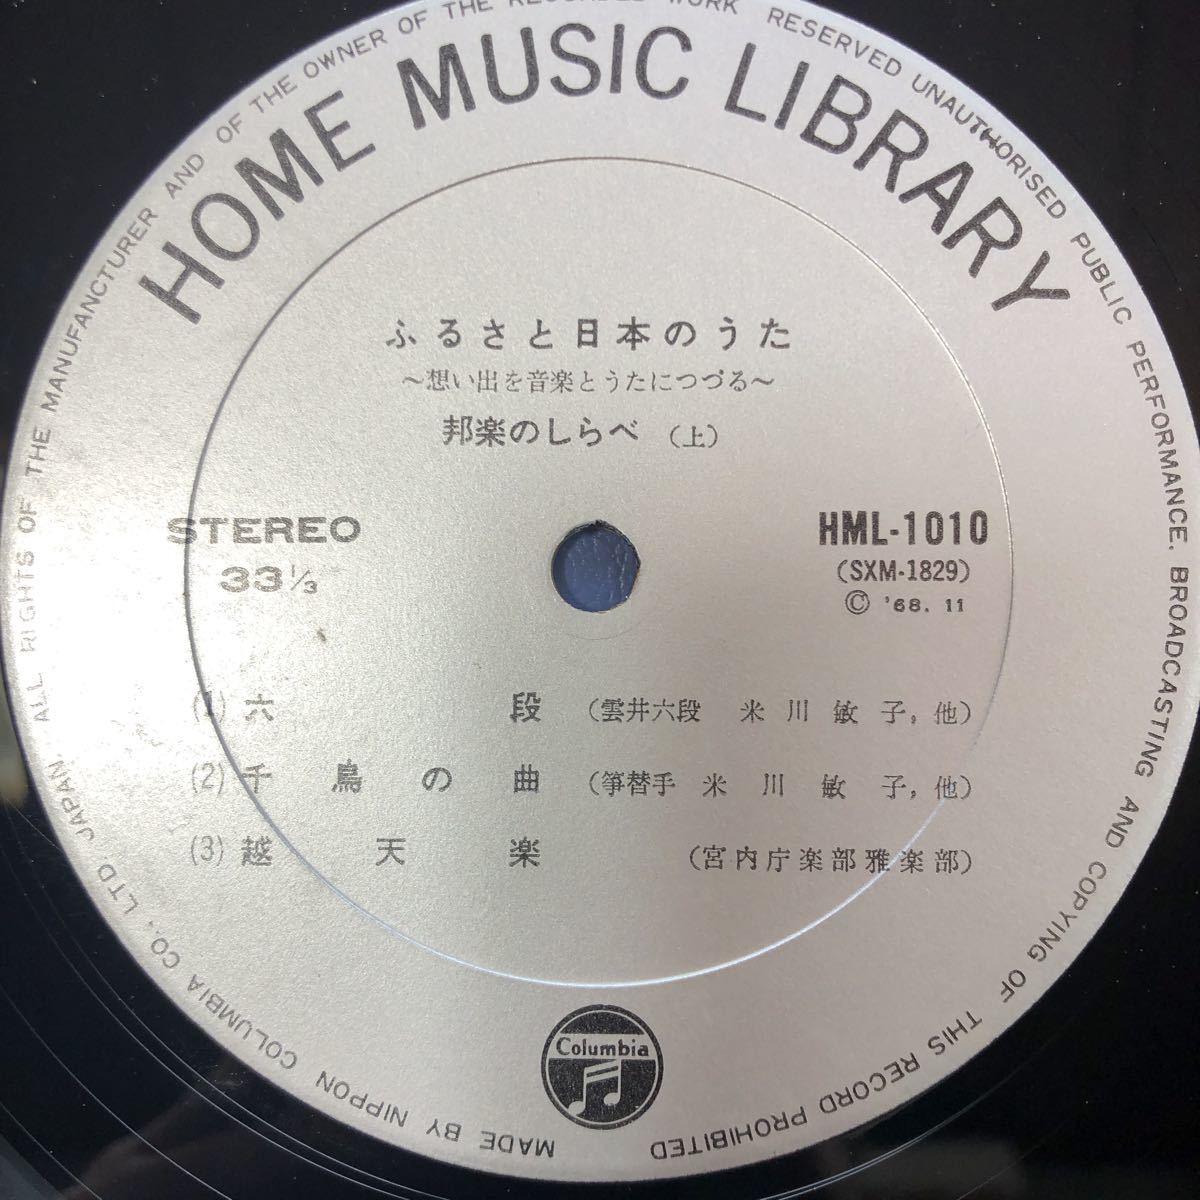 HOME MUSIC LIBRARY
ふるさと日本のうた
～想い出を音楽とうたにつづる～
邦楽のしらべ (上)
STEREO
33⅓
HML-1010
(SXM-1829)
© '68. 11
(1) 六段 (雲井六段 米川敏子, 他)
(2) 千鳥の曲 (箏替手 米川敏子, 他)
(3) 越天楽 (宮内庁楽部雅楽部)
Columbia
MADE BY NIPPON COLUMBIA CO., LTD JAPAN. ALL RIGHTS OF THE MANUFANCTURER AND OF THE OWNER OF THE RECORDED WORK RESERVED UNAUTHORISED PUBLIC PERFORMANCE. BROADCASTING AND COPYING OF THIS RECORD PROHIBITED